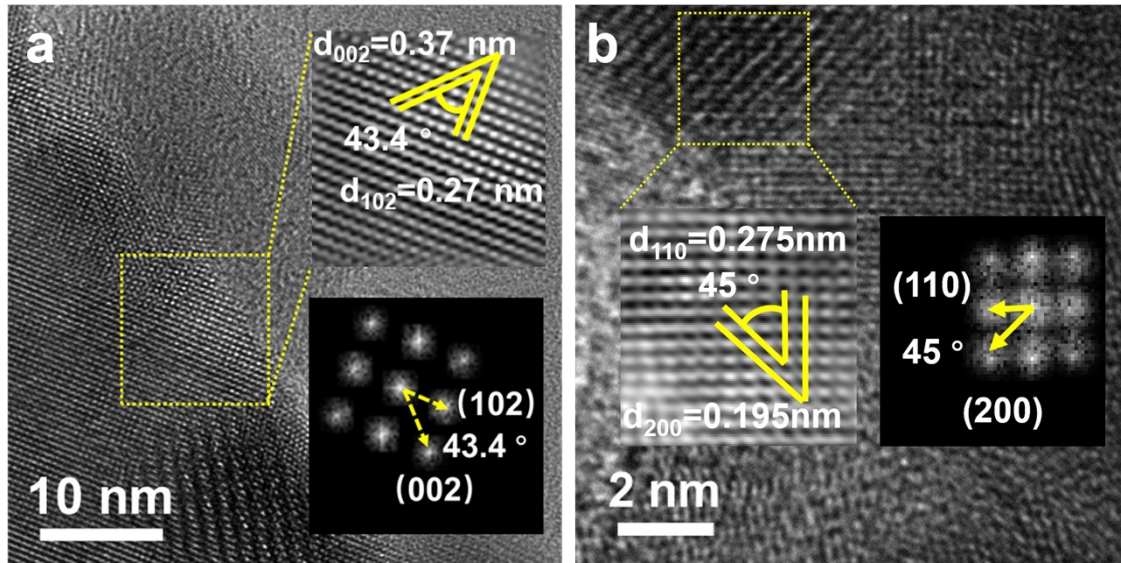 a
d002=0.37 nm
43.4 °
d102=0.27 nm
(102)
43.4 °
(002)
10 nm
b
d110=0.275nm
45 °
d200=0.195nm
(110)
45 °
(200)
2 nm